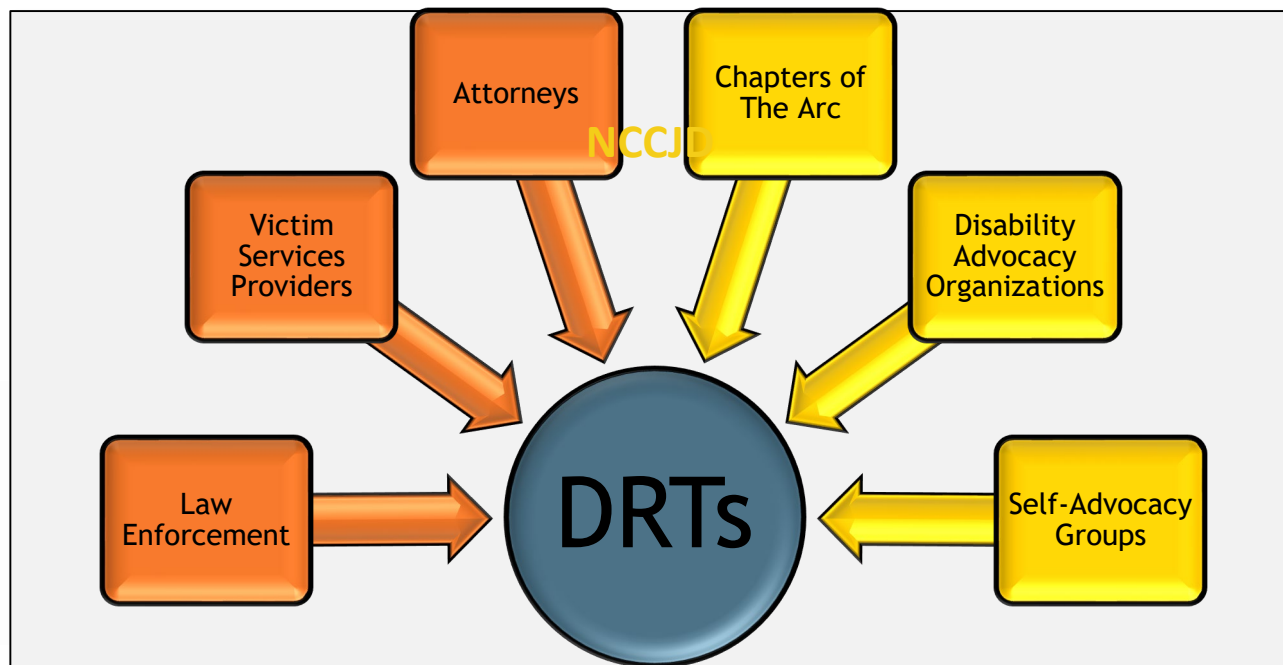 Attorneys
Chapters of
The Arc
NCCJD
Victim
Services
Providers
Disability
Advocacy
Organizations
Law
Enforcement
DRTs
Self-Advocacy
Groups